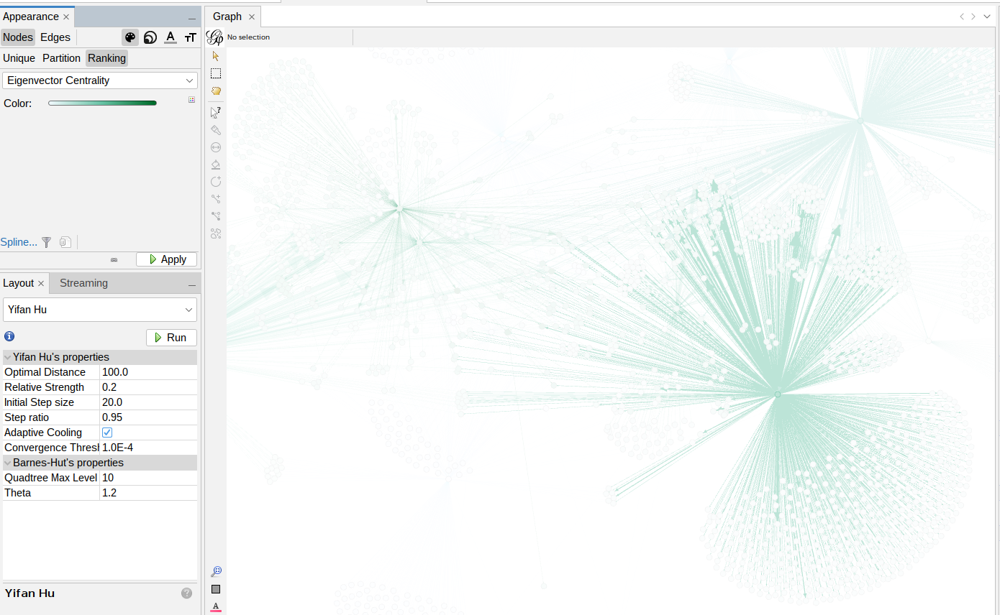 Appearance
Nodes Edges A TT
Unique Partition Ranking
Eigenvector Centrality
Color:
Spline...
Apply
Layout Streaming
Yifan Hu
Run
Yifan Hu's properties
Optimal Distance 100.0
Relative Strength 0.2
Initial Step size 20.0
Step ratio 0.95
Adaptive Cooling
Convergence Thresh 1.0E-4
Barnes-Hut's properties
Quadtree Max Level 10
Theta 1.2
Yifan Hu
?
Graph
No selection
?
A